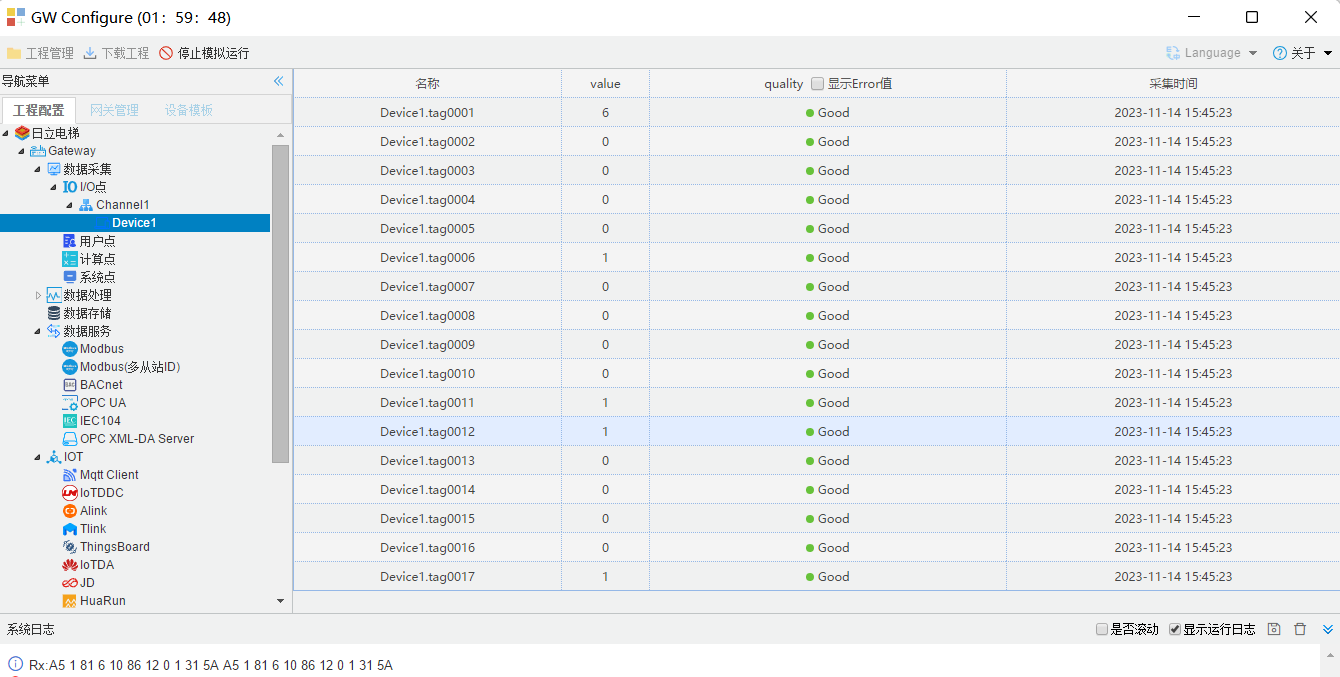 GW Configure (01: 59: 48)
工程管理 下载工程 停止模拟运行 Language 关于
导航菜单
工程配置 网关管理 设备模板
日立电梯
Gateway
数据采集
I/O点
Channel1
Device1
用户点
计算点
系统点
数据处理
数据存储
数据服务
Modbus
Modbus(多从站ID)
BACnet
OPC UA
IEC104
OPC XML-DA Server
IOT
Mqtt Client
IoTDDC
Alink
Tlink
ThingsBoard
IoTDA
JD
HuaRun
名称 value quality 显示Error值 采集时间
Device1.tag0001 6 Good 2023-11-14 15:45:23
Device1.tag0002 0 Good 2023-11-14 15:45:23
Device1.tag0003 0 Good 2023-11-14 15:45:23
Device1.tag0004 0 Good 2023-11-14 15:45:23
Device1.tag0005 0 Good 2023-11-14 15:45:23
Device1.tag0006 1 Good 2023-11-14 15:45:23
Device1.tag0007 0 Good 2023-11-14 15:45:23
Device1.tag0008 0 Good 2023-11-14 15:45:23
Device1.tag0009 0 Good 2023-11-14 15:45:23
Device1.tag0010 0 Good 2023-11-14 15:45:23
Device1.tag0011 1 Good 2023-11-14 15:45:23
Device1.tag0012 1 Good 2023-11-14 15:45:23
Device1.tag0013 0 Good 2023-11-14 15:45:23
Device1.tag0014 0 Good 2023-11-14 15:45:23
Device1.tag0015 0 Good 2023-11-14 15:45:23
Device1.tag0016 0 Good 2023-11-14 15:45:23
Device1.tag0017 1 Good 2023-11-14 15:45:23
系统日志 是否滚动 显示运行日志
Rx:A5 1 81 6 10 86 12 0 1 31 5A A5 1 81 6 10 86 12 0 1 31 5A